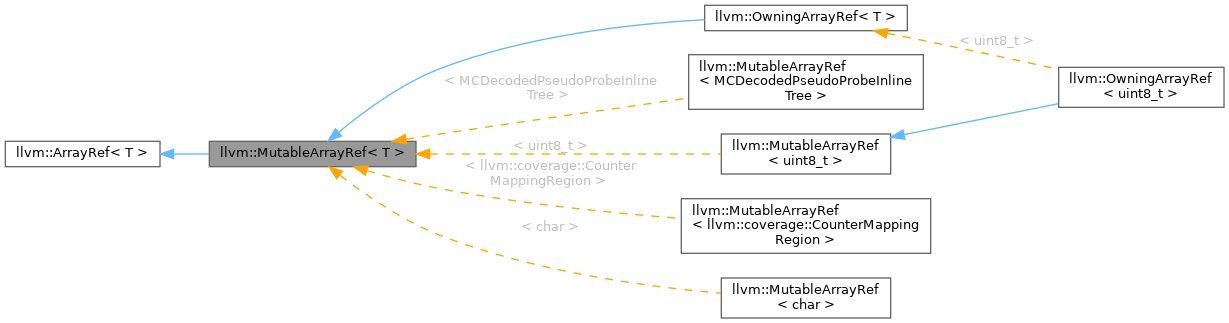 llvm::ArrayRef< T >
llvm::MutableArrayRef< T >
llvm::OwningArrayRef< T >
< uint8_t >
llvm::MutableArrayRef
< MCDecodedPseudoProbeInline
Tree >
< MCDecodedPseudoProbeInline
Tree >
llvm::OwningArrayRef
< uint8_t >
< uint8_t >
llvm::MutableArrayRef
< uint8_t >
< llvm::coverage::Counter
MappingRegion >
llvm::MutableArrayRef
< llvm::coverage::CounterMapping
Region >
< char >
llvm::MutableArrayRef
< char >